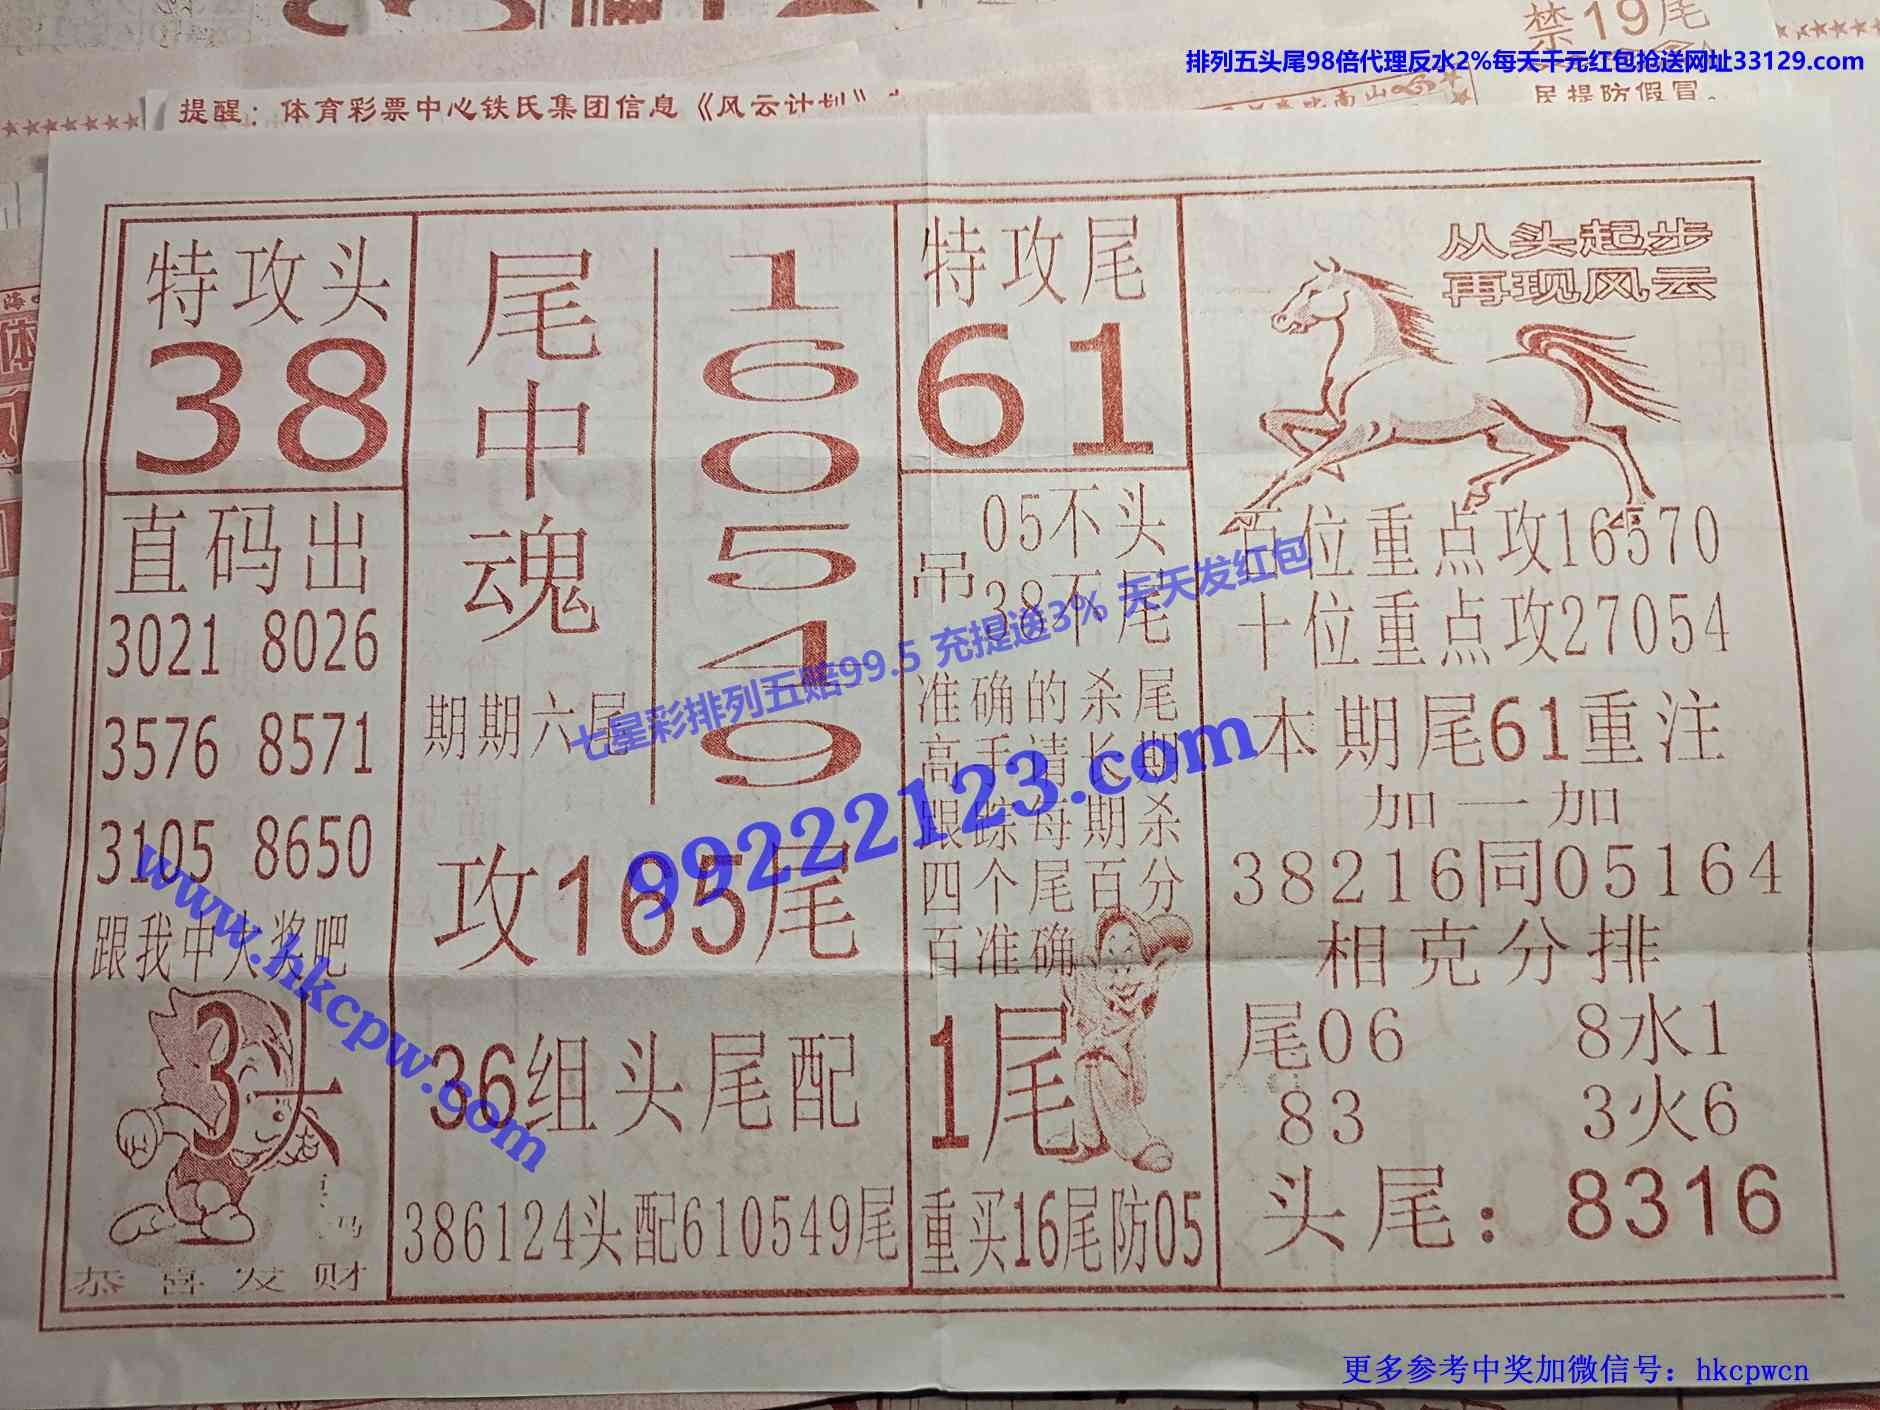 禁19尾
排列五头尾98倍代理反水2%每天千元红包抢送网址33129.com
提醒：体育彩票中心铁氏集团信息《风云计划》
民提防假冒。
特攻头
38
直码出
3021 8026
3576 8571
3105 8650
跟我中大奖吧
3头
恭喜发财
尾中魂
160549
期期六尾
攻165尾
36组头尾配
386124头配610549尾
特攻尾
61
吊
05不头
38不尾
准确的杀尾
高手请长期
跟踪每期杀
四个尾百分
百准确
1尾
重买16尾防05
从头起步
再现风云
百位重点攻16570
十位重点攻27054
本期尾61重注
加一加
38216同05164
相克分排
尾06 8水1
83 3火6
头尾：8316
七星彩排列五赔99.5 充提送3% 天天发红包
99222123.com
www.hkcpw.com
更多参考中奖加微信号：hkcpwcn